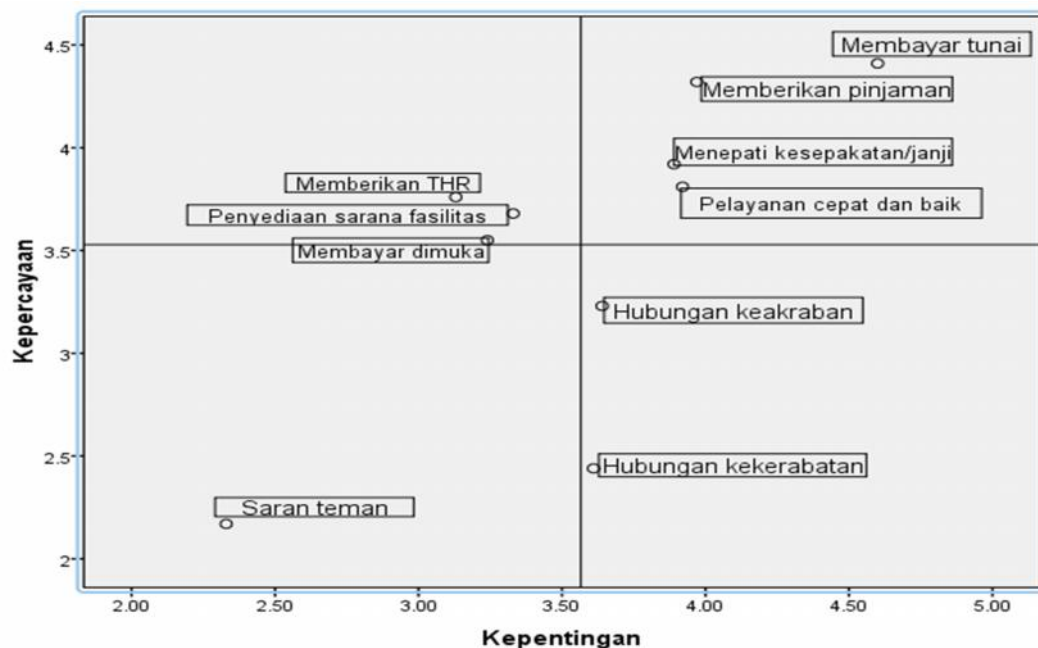 4.5
Membayar tunai
Memberikan pinjaman
4
Menepati kesepakatan/janji
Memberikan THR
Pelayanan cepat dan baik
Penyediaan sarana fasilitas
3.5
Membayar dimuka
Kepercayaan
Hubungan keakraban
3
2.5
Hubungan kekerabatan
Saran teman
2
2.00 2.50 3.00 3.50 4.00 4.50 5.00
Kepentingan